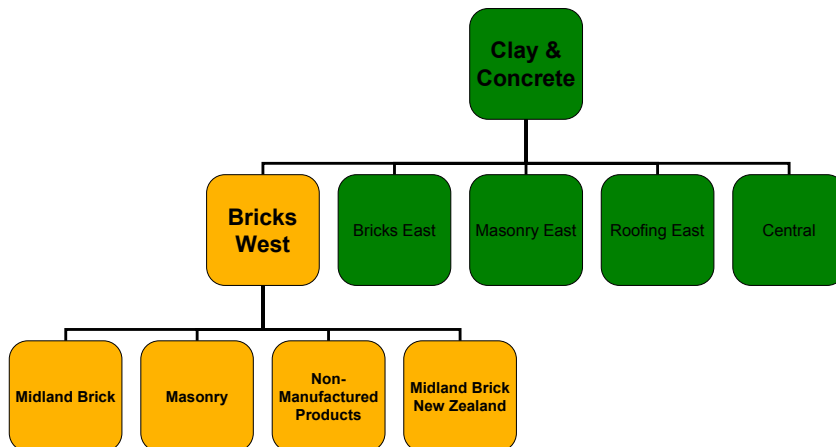 Clay &
Concrete
Bricks
West
Bricks East
Masonry East
Roofing East
Central
Midland Brick
Masonry
Non-
Manufactured
Products
Midland Brick
New Zealand